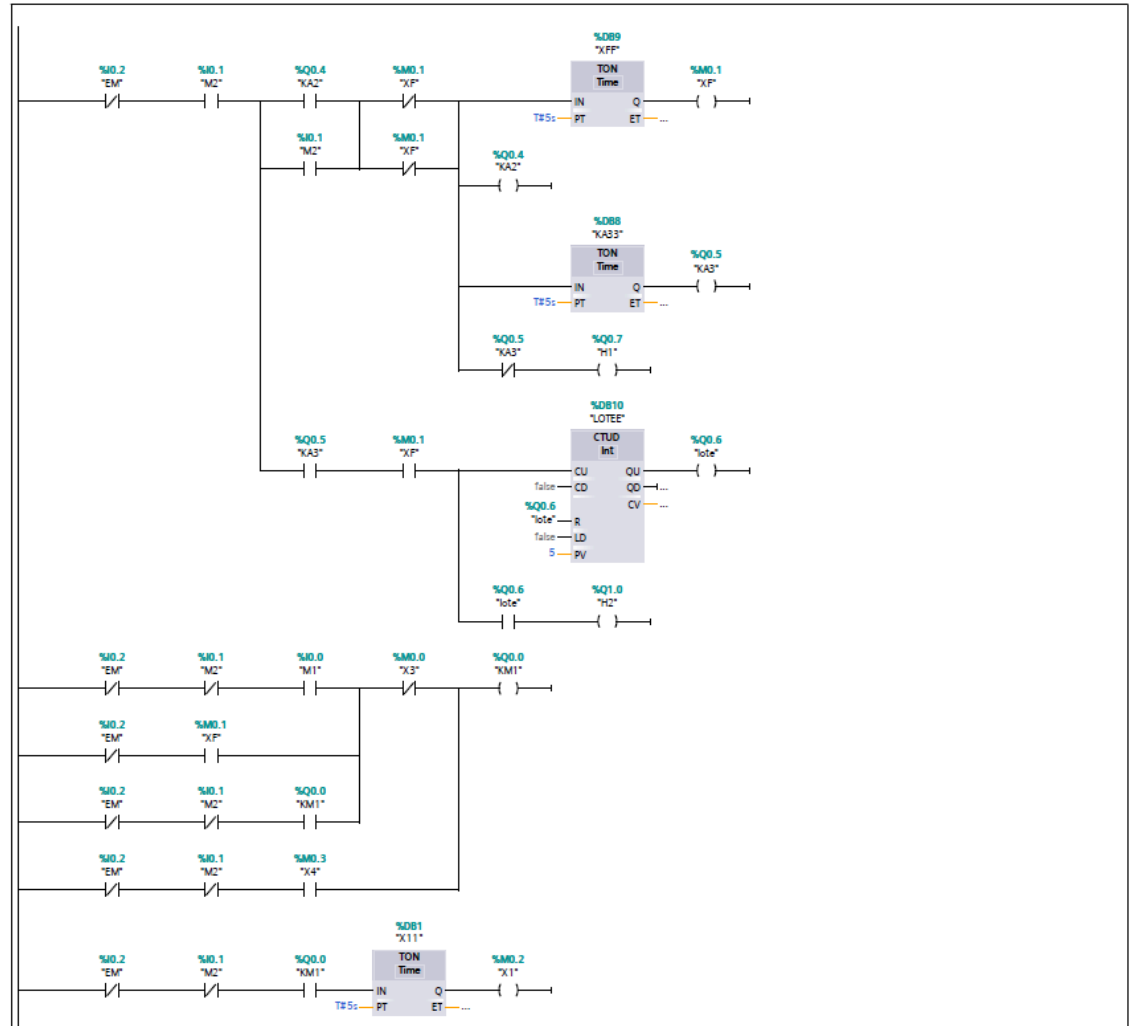 %DB9
"XFF"
%I0.2 %I0.1 %Q0.4 %M0.1 TON %M0.1
"EM" "M2" "KA2" "XF" Time "XF"
IN Q
T#5s PT ET ...
%I0.1 %M0.1
"M2" "XF"
%Q0.4
"KA2"
%DB8
"KA33"
TON
Time
%Q0.5
"KA3"
IN Q
T#5s PT ET ...
%Q0.5 %Q0.7
"KA3" "H1"
%DB10
"LOTEE"
%Q0.5 %M0.1 CTUD %Q0.6
"KA3" "XF" Int "lote"
CU QU
false CD QD ...
%Q0.6 CV ...
"lote" R
false LD
5 PV
%Q0.6 %Q1.0
"lote" "H2"
%I0.2 %I0.1 %I0.0 %M0.0 %Q0.0
"EM" "M2" "M1" "X3" "KM1"
%I0.2 %M0.1
"EM" "XF"
%I0.2 %I0.1 %Q0.0
"EM" "M2" "KM1"
%I0.2 %I0.1 %M0.3
"EM" "M2" "X4"
%DB1
"X11"
%I0.2 %I0.1 %Q0.0 TON %M0.2
"EM" "M2" "KM1" Time "X1"
IN Q
T#5s PT ET ...